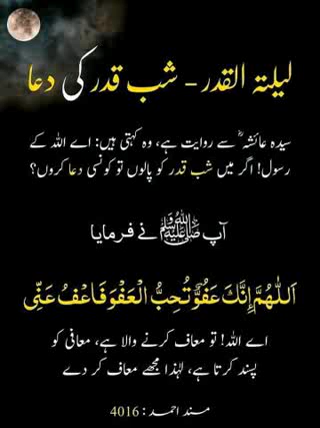 لیلتہ القدر - شب قدر کی دعا
سیدہ عائشہؓ سے روایت ہے، وہ کہتی ہیں: اے اللہ کے
رسول! اگر میں شب قدر کو پالوں تو کونسی دعا کروں؟
آپ ﷺ نے فرمایا
اَللّٰهُمَّ اِنَّكَ عَفُوٌّ تُحِبُّ الْعَفْوَ فَاعْفُ عَنِّي
اے اللہ! تو معاف کرنے والا ہے، معافی کو
پسند کرتا ہے، لہٰذا مجھے معاف کر دے
مسند احمد: 4016